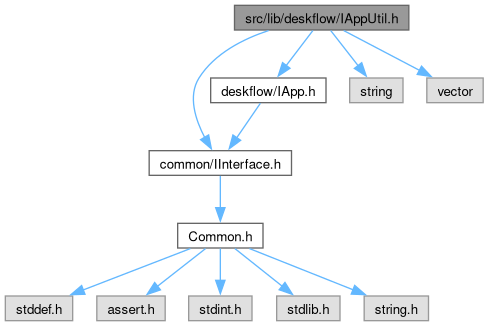 src/lib/deskflow/IAppUtil.h
deskflow/IApp.h
string
vector
common/IInterface.h
Common.h
stddef.h
assert.h
stdint.h
stdlib.h
string.h